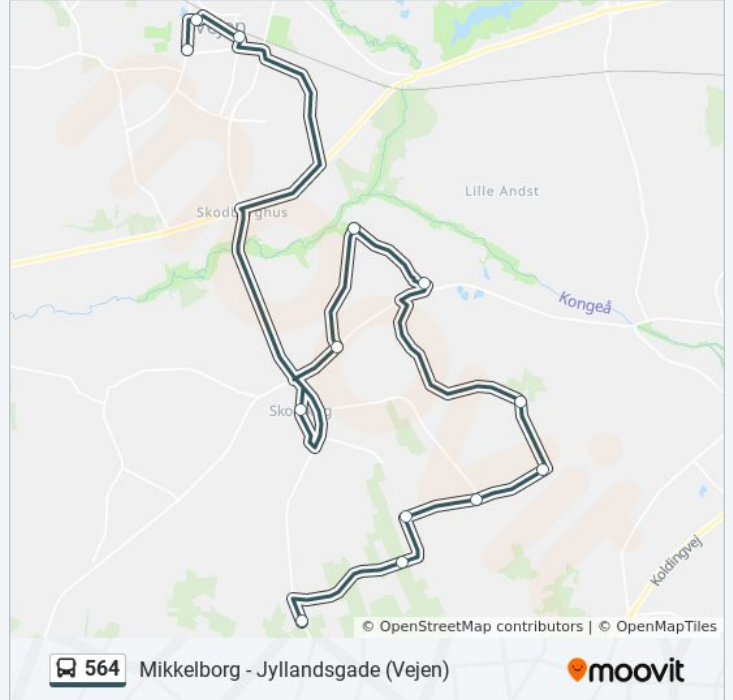 Vejen
Lille Andst
Skodborghus
Kongeå
Skodborg
Koldingvej
© OpenStreetMap contributors | © OpenMapTiles
564 Mikkelborg - Jyllandsgade (Vejen)
moovit